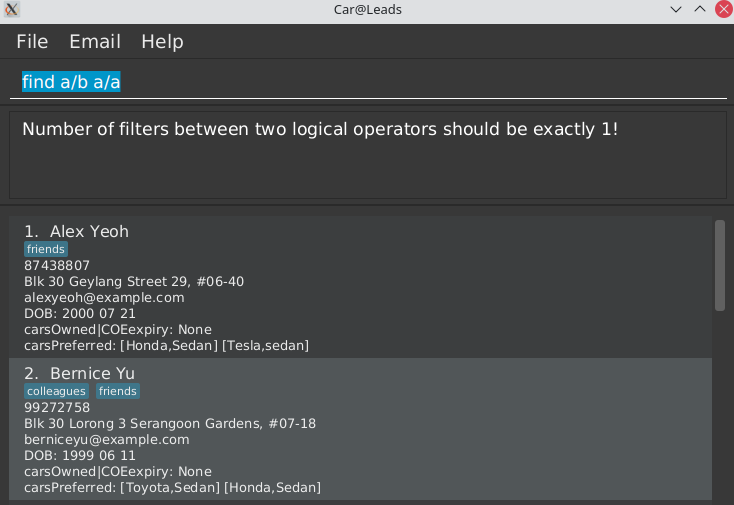 Car@Leads
File Email Help
find a/b a/a
Number of filters between two logical operators should be exactly 1!
1. Alex Yeoh
friends
87438807
Blk 30 Geylang Street 29, #06-40
alexyeoh@example.com
DOB: 2000 07 21
carsOwned|COEexpiry: None
carsPreferred: [Honda,Sedan] [Tesla,sedan]
2. Bernice Yu
colleagues friends
99272758
Blk 30 Lorong 3 Serangoon Gardens, #07-18
berniceyu@example.com
DOB: 1999 06 11
carsOwned|COEexpiry: None
carsPreferred: [Toyota,Sedan] [Honda,Sedan]